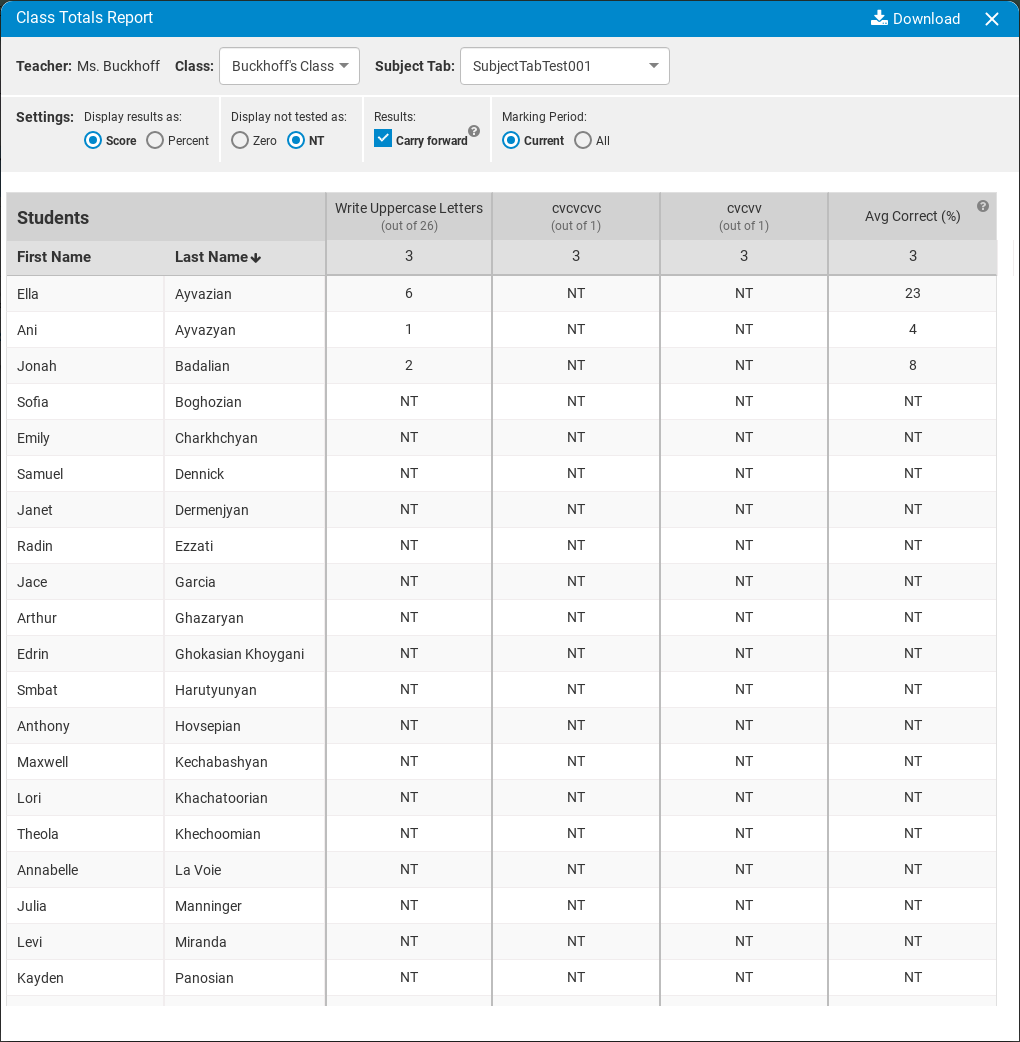 Class Totals Report Download
Teacher: Ms. Buckhoff Class: Buckhoff's Class Subject Tab: SubjectTabTest001
Settings: Display results as: Display not tested as: Results: Marking Period:
Score Percent Zero NT Carry forward ? Current All
Students Write Uppercase Letters cvcvcvc cvcvv Avg Correct (%) ?
(out of 26) (out of 1) (out of 1)
First Name Last Name 3 3 3 3
Ella Ayvazian 6 NT NT 23
Ani Ayvazyan 1 NT NT 4
Jonah Badalian 2 NT NT 8
Sofia Boghozian NT NT NT NT
Emily Charkhchyan NT NT NT NT
Samuel Dennick NT NT NT NT
Janet Dermenjyan NT NT NT NT
Radin Ezzati NT NT NT NT
Jace Garcia NT NT NT NT
Arthur Ghazaryan NT NT NT NT
Edrin Ghokasian Khoygani NT NT NT NT
Smbat Harutyunyan NT NT NT NT
Anthony Hovsepian NT NT NT NT
Maxwell Kechabashyan NT NT NT NT
Lori Khachatoorian NT NT NT NT
Theola Khechoomian NT NT NT NT
Annabelle La Voie NT NT NT NT
Julia Manninger NT NT NT NT
Levi Miranda NT NT NT NT
Kayden Panosian NT NT NT NT